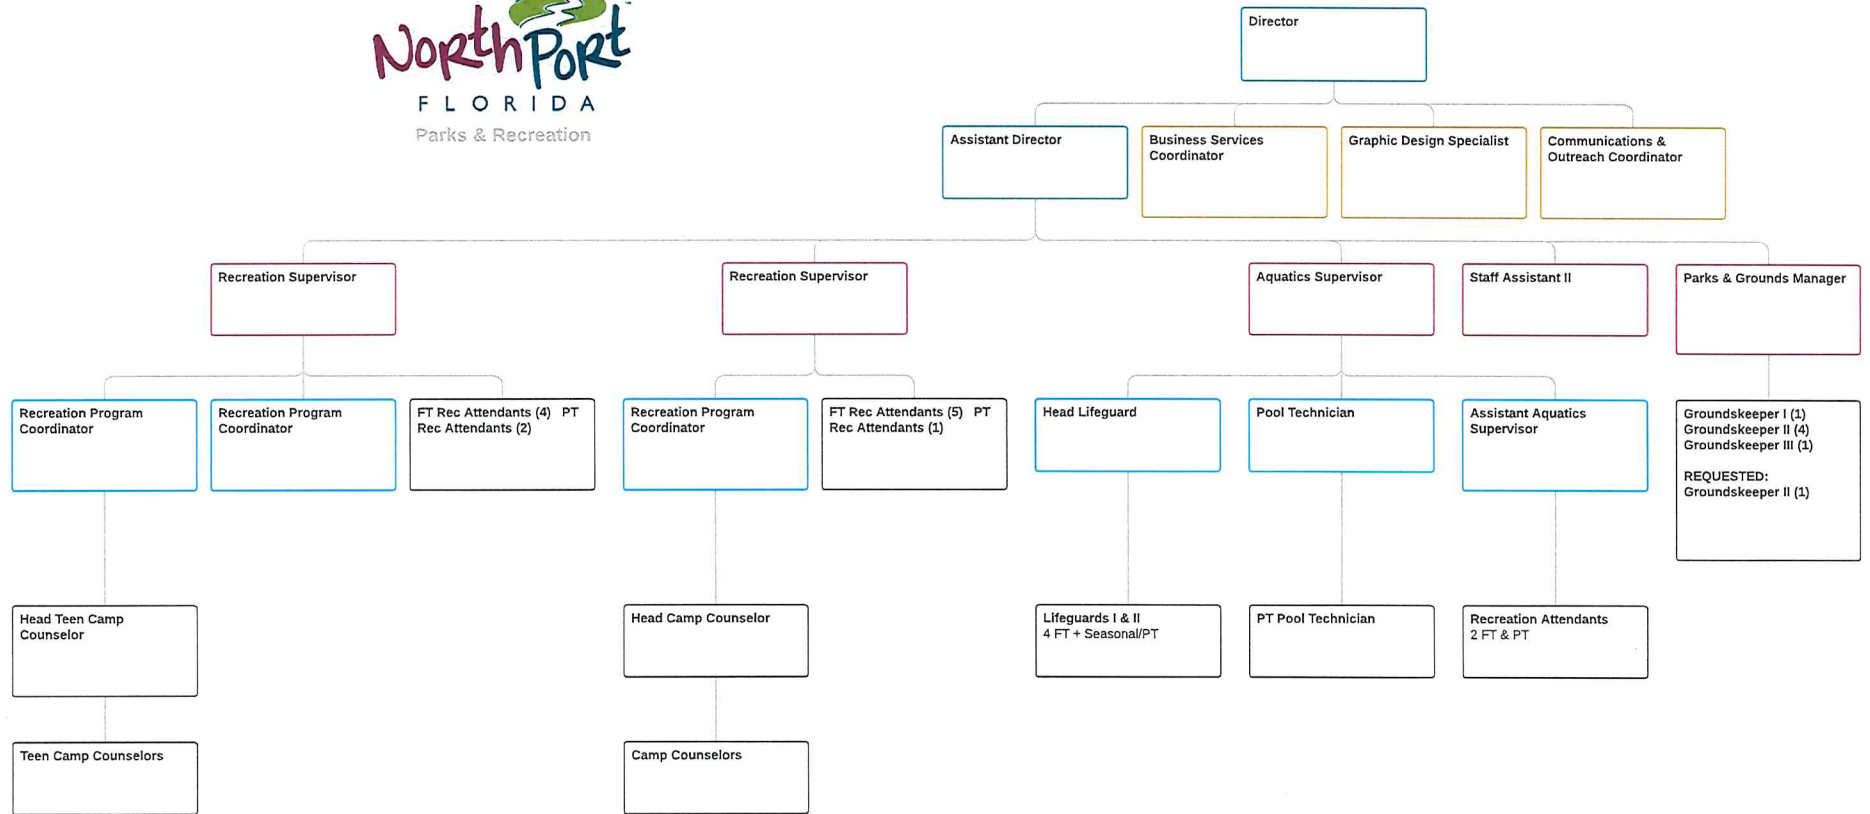 NorthPort
FLORIDA
Parks & Recreation
Director
Assistant Director
Business Services
Coordinator
Graphic Design Specialist
Communications &
Outreach Coordinator
Recreation Supervisor
Recreation Supervisor
Aquatics Supervisor
Staff Assistant II
Parks & Grounds Manager
Recreation Program
Coordinator
Recreation Program
Coordinator
FT Rec Attendants (4) PT
Rec Attendants (2)
Recreation Program
Coordinator
FT Rec Attendants (5) PT
Rec Attendants (1)
Head Lifeguard
Pool Technician
Assistant Aquatics
Supervisor
Groundskeeper I (1)
Groundskeeper II (4)
Groundskeeper III (1)
REQUESTED:
Groundskeeper II (1)
Head Teen Camp
Counselor
Head Camp Counselor
Lifeguards I & II
4 FT + Seasonal/PT
PT Pool Technician
Recreation Attendants
2 FT & PT
Teen Camp Counselors
Camp Counselors